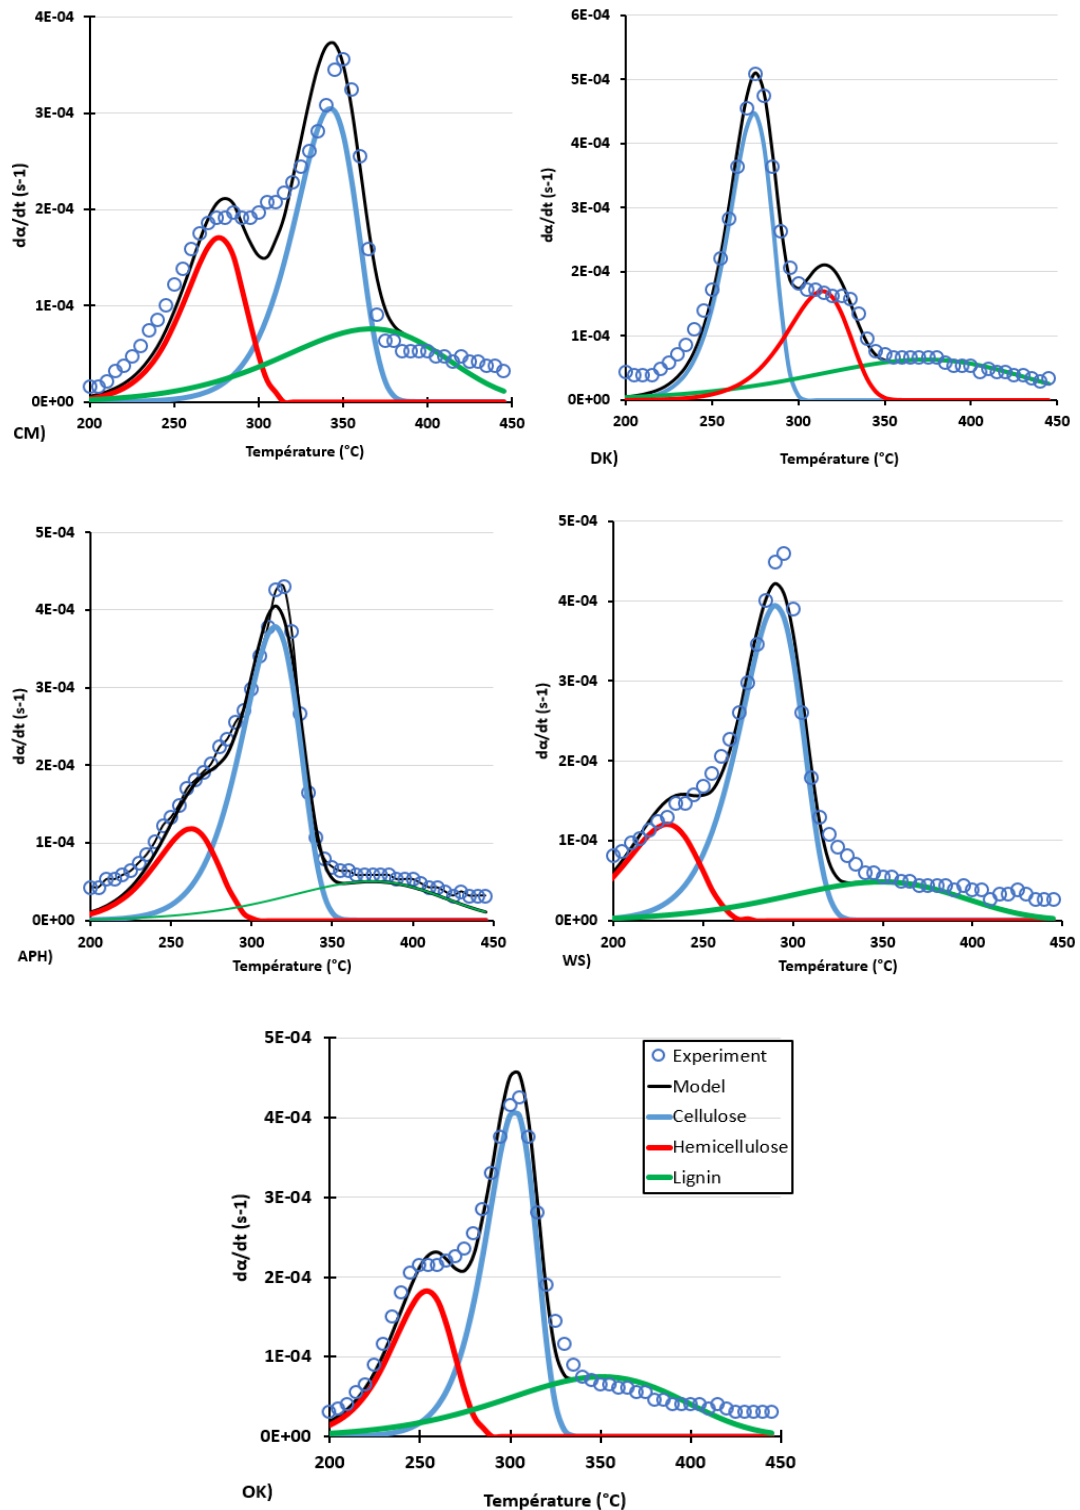 4E-04
3E-04
2E-04
1E-04
0E+00
dα/dt (s-1)
200 250 300 350 400 450
CM)
Température (°C)
6E-04
5E-04
4E-04
3E-04
2E-04
1E-04
0E+00
dα/dt (s-1)
200 250 300 350 400 450
DK)
Température (°C)
5E-04
4E-04
3E-04
2E-04
1E-04
0E+00
dα/dt (s-1)
200 250 300 350 400 450
APH)
Température (°C)
5E-04
4E-04
3E-04
2E-04
1E-04
0E+00
dα/dt (s-1)
200 250 300 350 400 450
WS)
Température (°C)
5E-04
4E-04
3E-04
2E-04
1E-04
0E+00
dα/dt (s-1)
Experiment
Model
Cellulose
Hemicellulose
Lignin
200 250 300 350 400 450
OK)
Température (°C)